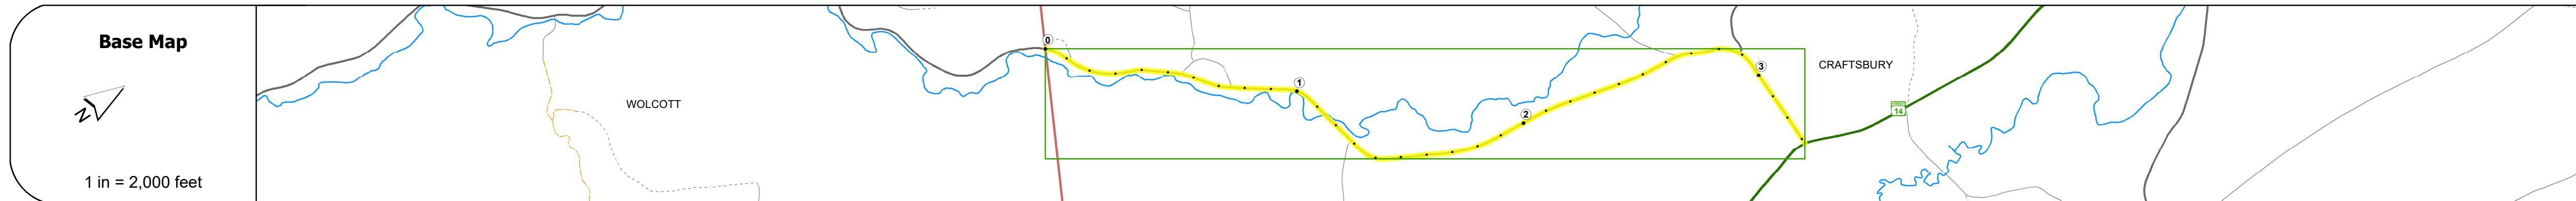 Base Map
N
1 in = 2,000 feet
WOLCOTT
0
1
2
3
CRAFTSBURY
14